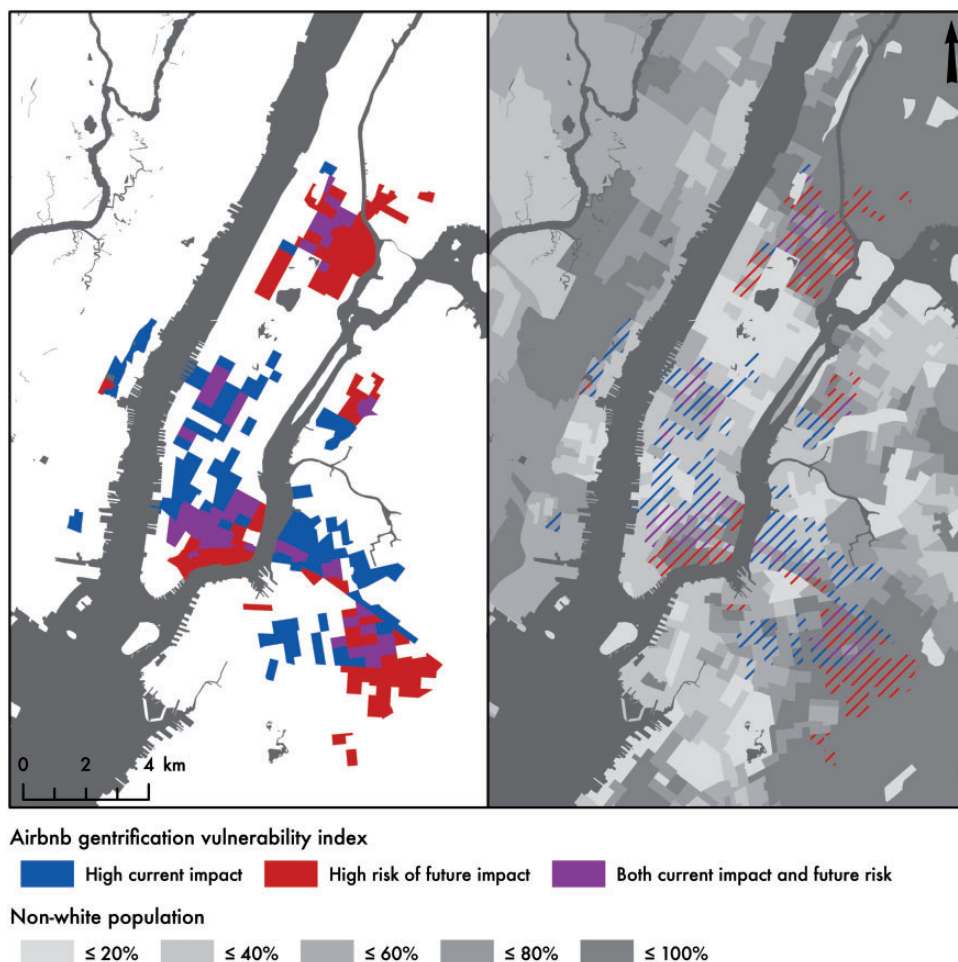 0 2 4 km
Airbnb gentrification vulnerability index
High current impact High risk of future impact Both current impact and future risk
Non-white population
≤ 20% ≤ 40% ≤ 60% ≤ 80% ≤ 100%